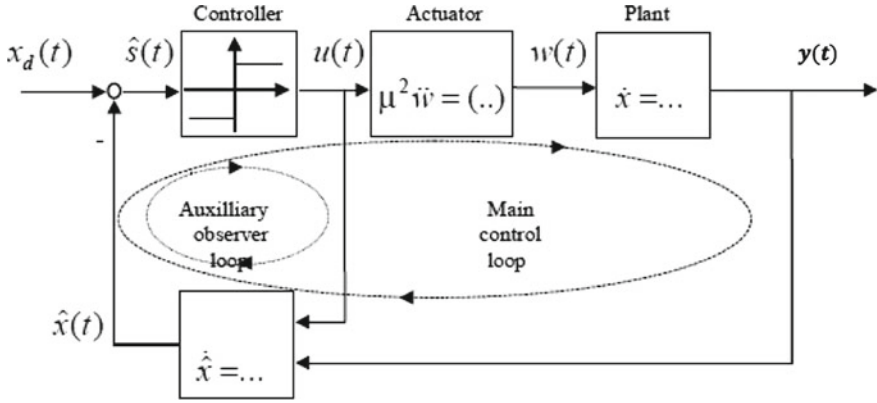 Controller
Actuator
Plant
x_d(t)
ŝ(t)
u(t)
w(t)
y(t)
μ²ẅ = (..)
ẋ =...
-
Auxilliary
observer
loop
Main
control
loop
x̂(t)
x̂̇ =...